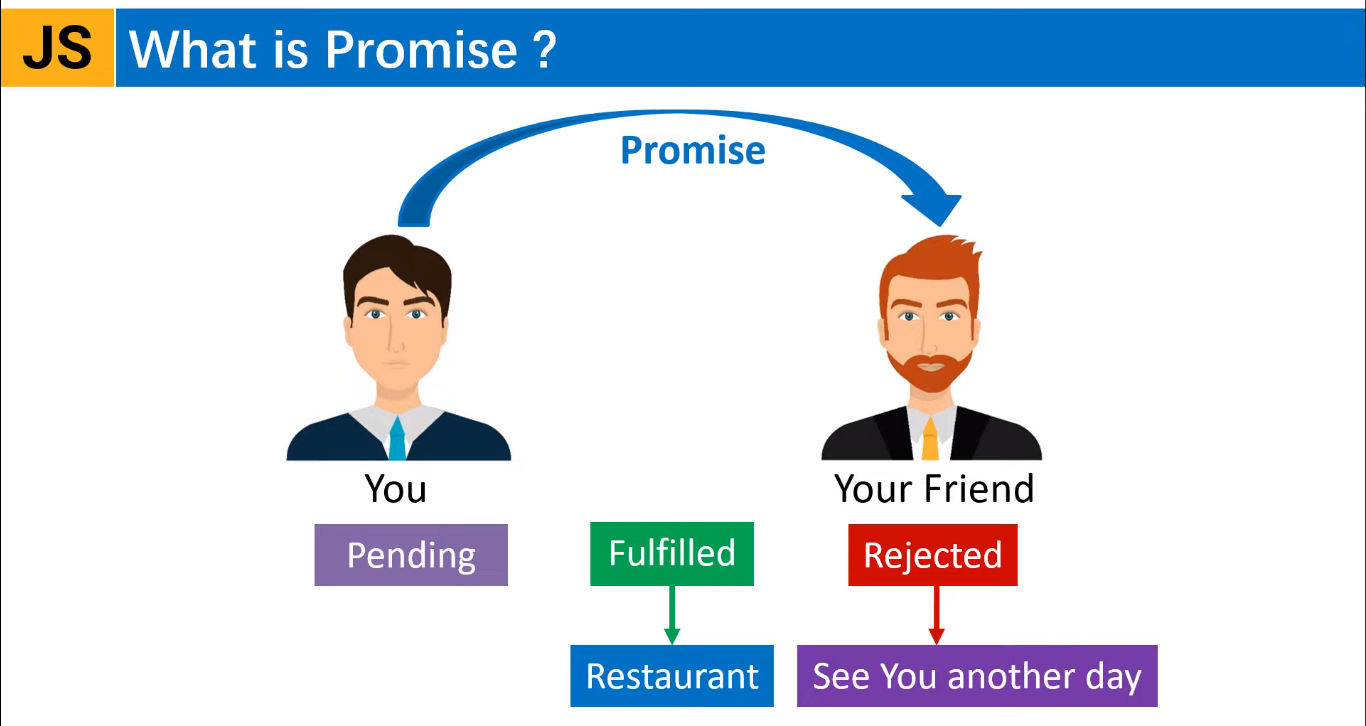 JS What is Promise ?
Promise
You
Your Friend
Pending
Fulfilled
Rejected
Restaurant
See You another day